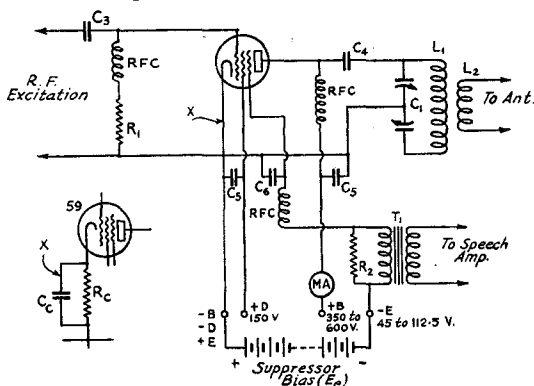 C3
RFC
R.F.
Excitation
R1
X
C4
RFC
L1
L2
C1
To Ant.
C5
C6
C5
RFC
59
X
Cc
Rc
MA
R2
T1
To Speech
Amp.
-B
-D
+E
+D
150 V
+B
350 to
600 V.
-E
45 to 112.5 V.
+
-
Suppressor
Bias (Ee)